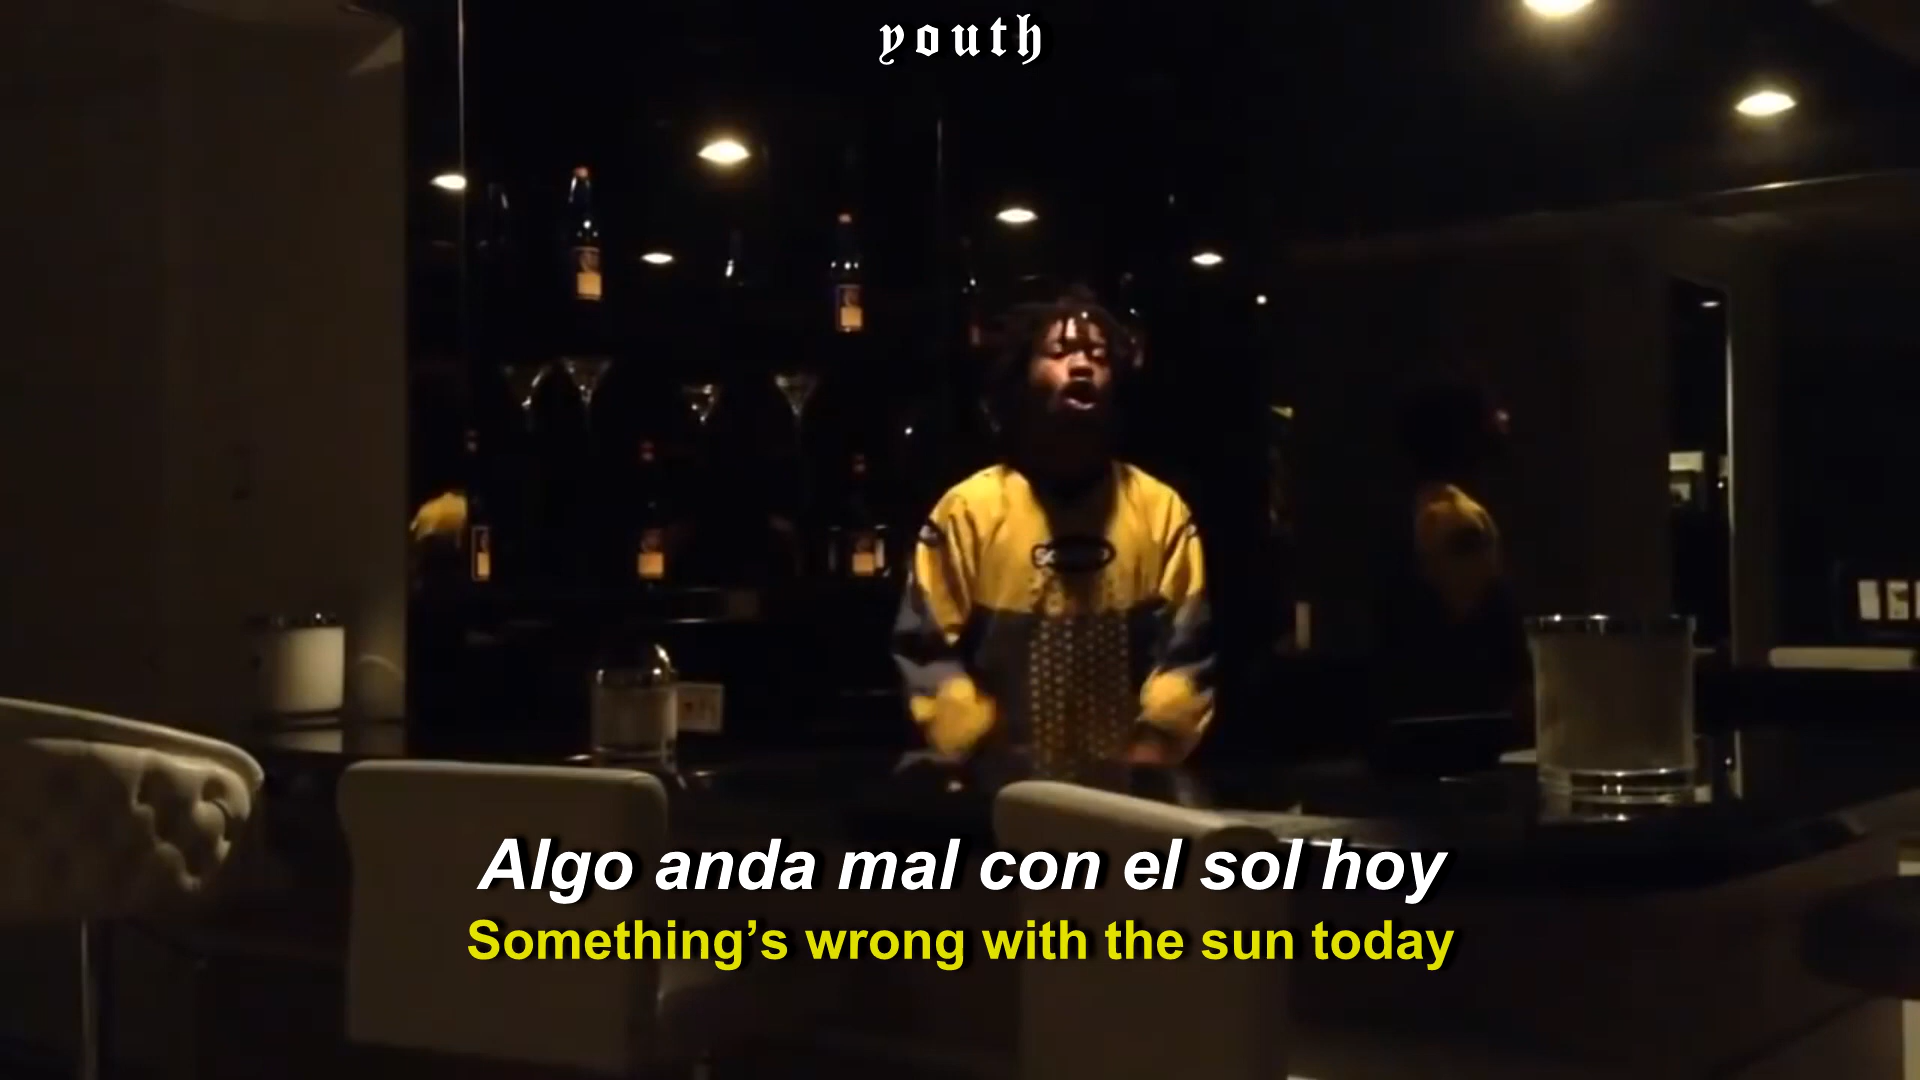 youth
Algo anda mal con el sol hoy
Something’s wrong with the sun today